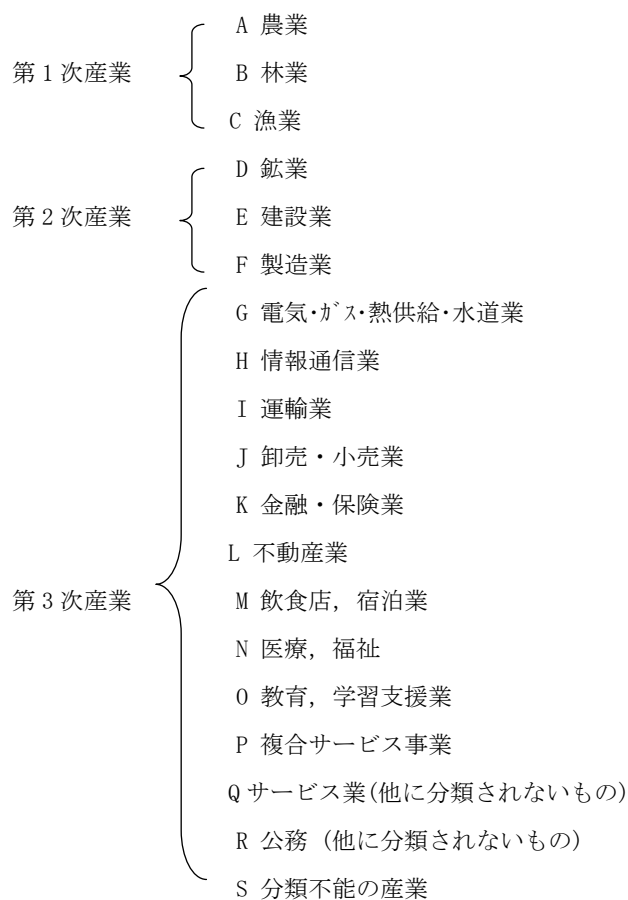 A 農業
第1次産業 B 林業
C 漁業
D 鉱業
第2次産業 E 建設業
F 製造業
G 電気・ガス・熱供給・水道業
H 情報通信業
I 運輸業
J 卸売・小売業
K 金融・保険業
L 不動産業
第3次産業 M 飲食店，宿泊業
N 医療，福祉
O 教育，学習支援業
P 複合サービス事業
Qサービス業(他に分類されないもの)
R 公務 (他に分類されないもの)
S 分類不能の産業